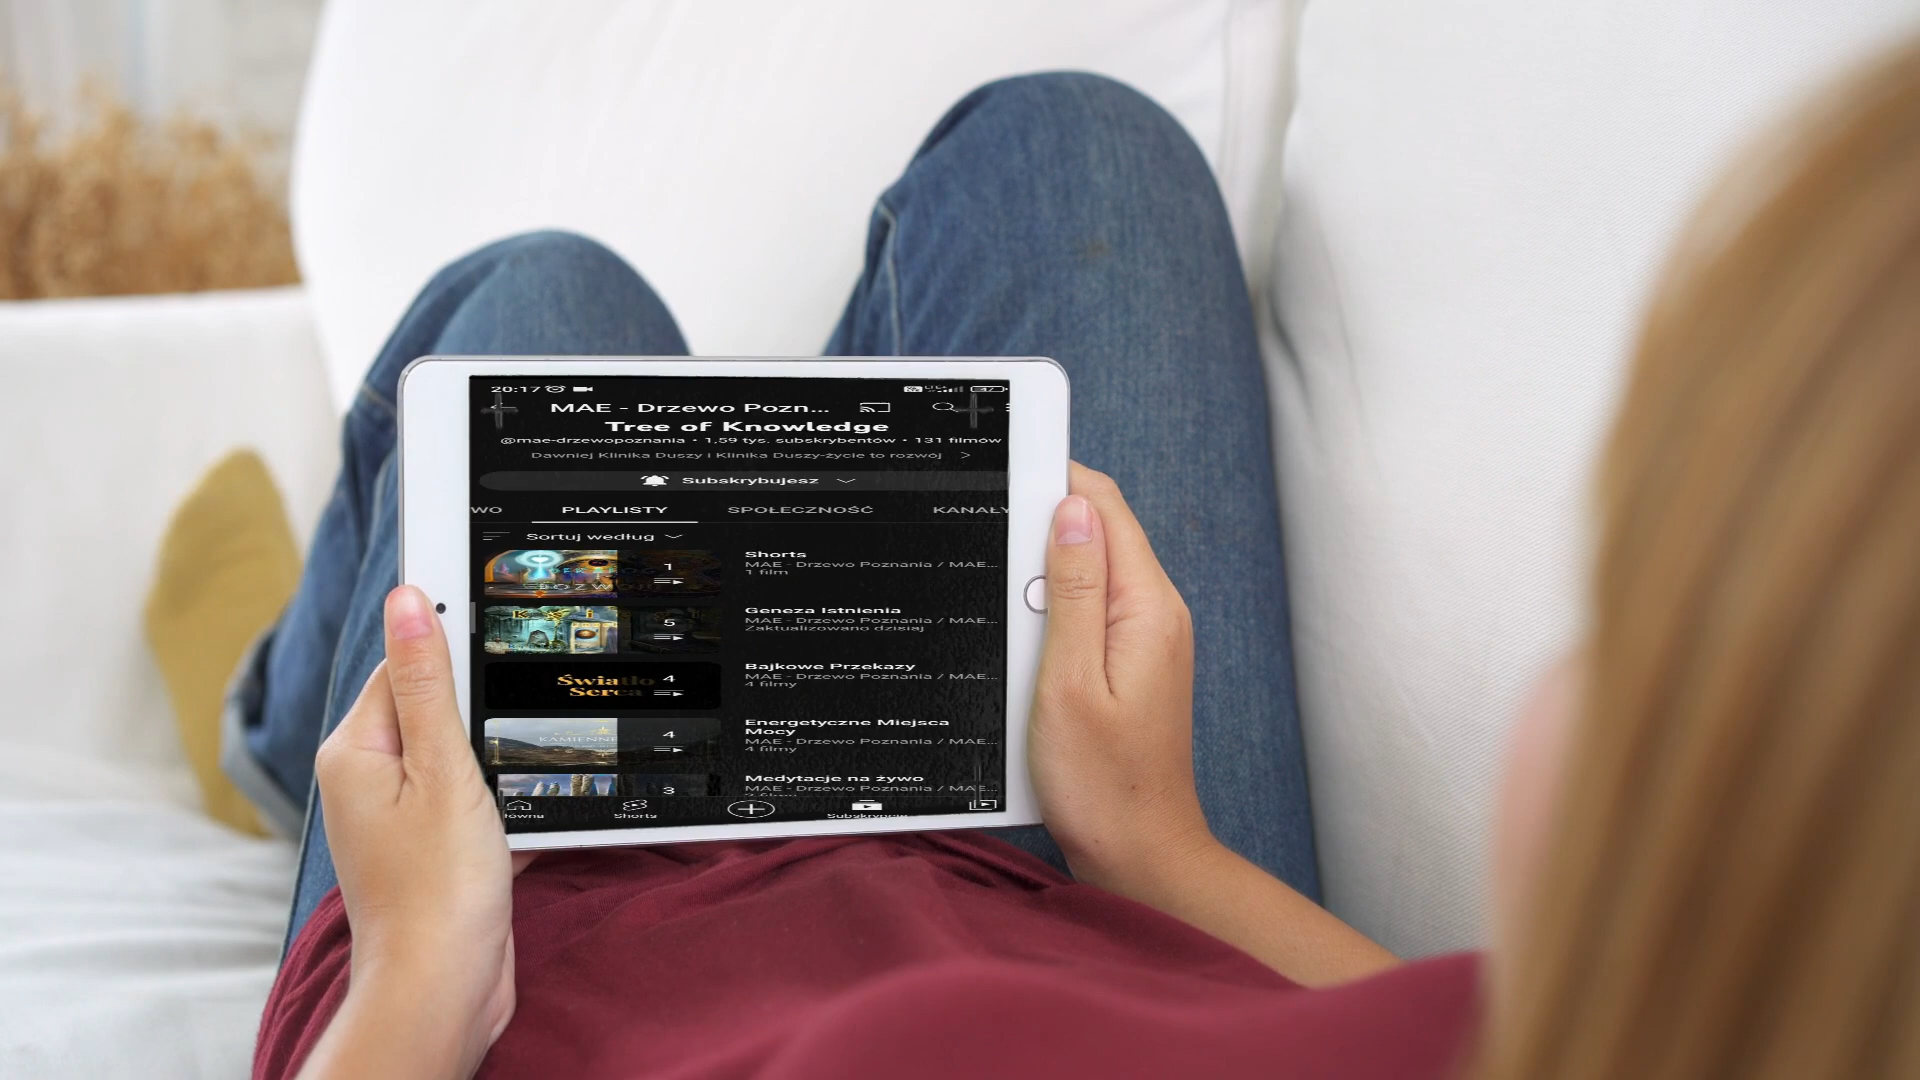 20:17
MAE - Drzewo Pozn...
Tree of Knowledge
@mae-drzewopoznania • 1,59 tys. subskrybentów • 131 filmów
Dawniej Klinika Duszy i Klinika Duszy-życie to rozwój >
Subskrybujesz
WO PLAYLISTY SPOŁECZNOŚĆ KANAŁY
Sortuj według
1
Shorts
MAE - Drzewo Poznania / MAE...
1 film
5
Geneza Istnienia
MAE - Drzewo Poznania / MAE...
Zaktualizowano dzisiaj
Światło
Serca
4
Bajkowe Przekazy
MAE - Drzewo Poznania / MAE...
4 filmy
KAMIENNE
4
Energetyczne Miejsca
Mocy
MAE - Drzewo Poznania / MAE...
4 filmy
3
Medytacje na żywo
MAE - Drzewo Poznania / MAE...
Shorts